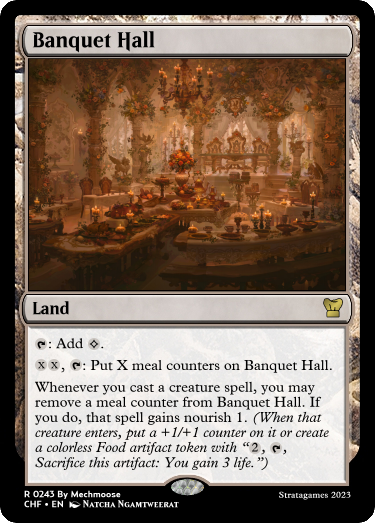 Banquet Hall
Land
: Add .
X X, : Put X meal counters on Banquet Hall.
Whenever you cast a creature spell, you may
remove a meal counter from Banquet Hall. If
you do, that spell gains nourish 1. (When that
creature enters, put a +1/+1 counter on it or create
a colorless Food artifact token with “2, ,
Sacrifice this artifact: You gain 3 life.”)
R 0243 By Mechmoose
Stratagames 2023
CHF • EN Natcha Ngamtweerat